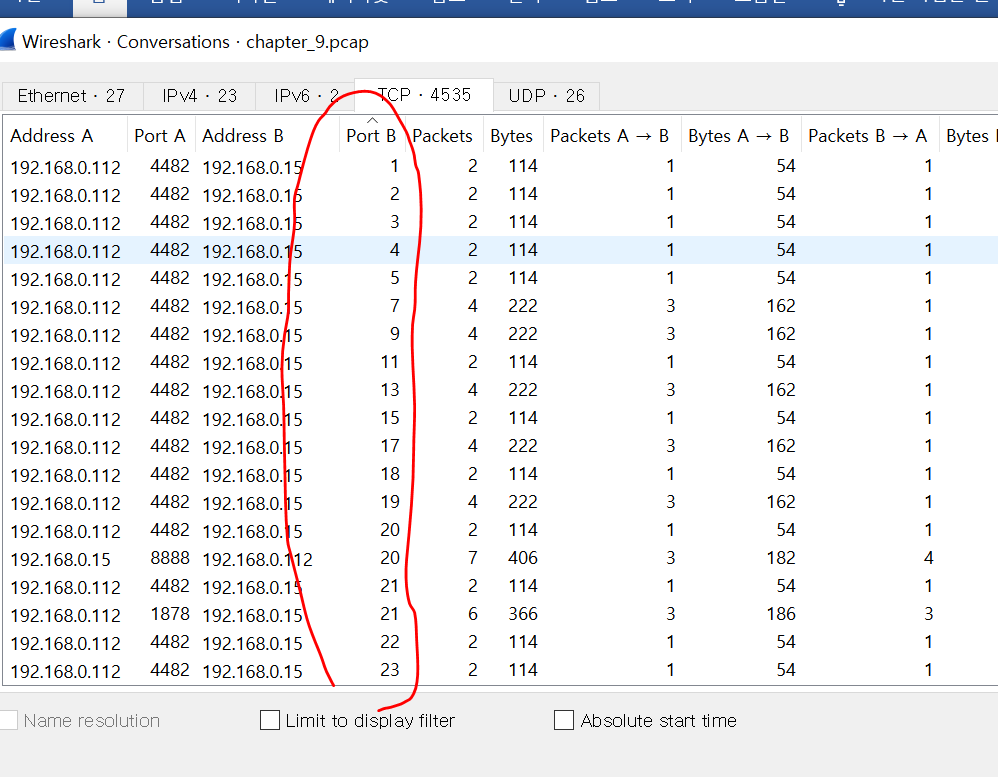 Wireshark · Conversations · chapter_9.pcap
Ethernet · 27 IPv4 · 23 IPv6 · 2 TCP · 4535 UDP · 26
Address A Port A Address B Port B Packets Bytes Packets A → B Bytes A → B Packets B → A Bytes
192.168.0.112 4482 192.168.0.15 1 2 114 1 54 1
192.168.0.112 4482 192.168.0.15 2 2 114 1 54 1
192.168.0.112 4482 192.168.0.15 3 2 114 1 54 1
192.168.0.112 4482 192.168.0.15 4 2 114 1 54 1
192.168.0.112 4482 192.168.0.15 5 2 114 1 54 1
192.168.0.112 4482 192.168.0.15 7 4 222 3 162 1
192.168.0.112 4482 192.168.0.15 9 4 222 3 162 1
192.168.0.112 4482 192.168.0.15 11 2 114 1 54 1
192.168.0.112 4482 192.168.0.15 13 4 222 3 162 1
192.168.0.112 4482 192.168.0.15 15 2 114 1 54 1
192.168.0.112 4482 192.168.0.15 17 4 222 3 162 1
192.168.0.112 4482 192.168.0.15 18 2 114 1 54 1
192.168.0.112 4482 192.168.0.15 19 4 222 3 162 1
192.168.0.112 4482 192.168.0.15 20 2 114 1 54 1
192.168.0.15 8888 192.168.0.112 20 7 406 3 182 4
192.168.0.112 4482 192.168.0.15 21 2 114 1 54 1
192.168.0.112 1878 192.168.0.15 21 6 366 3 186 3
192.168.0.112 4482 192.168.0.15 22 2 114 1 54 1
192.168.0.112 4482 192.168.0.15 23 2 114 1 54 1
Name resolution Limit to display filter Absolute start time